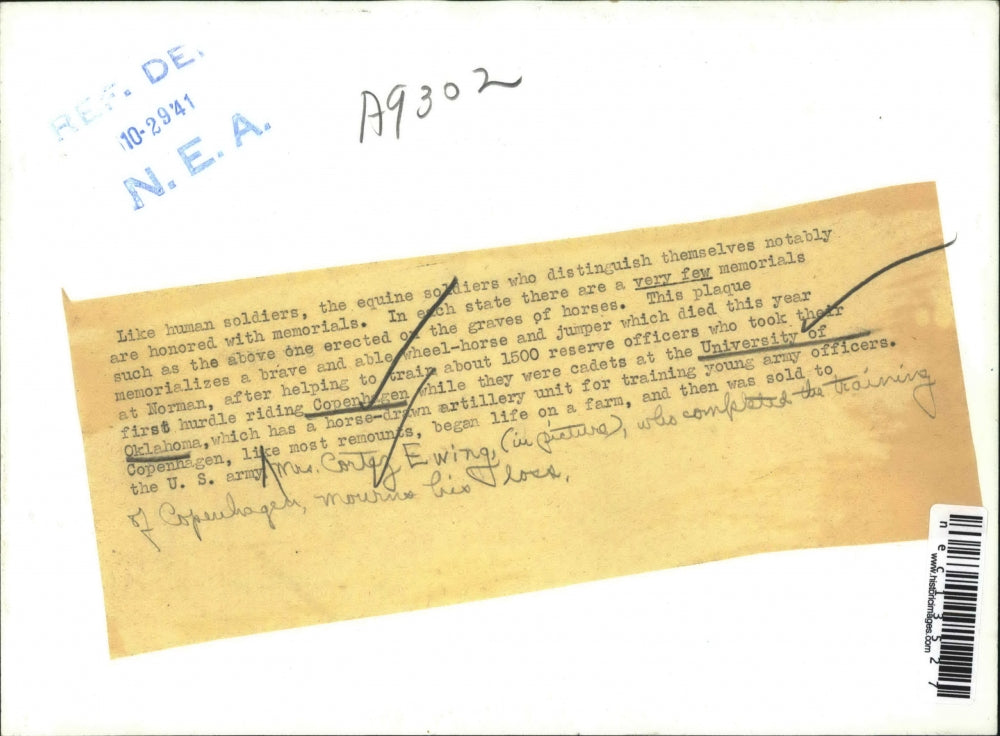 REF. DE
10-29'41
N. E. A.
A9302
Like human soldiers, the equine soldiers who distinguish themselves notably
are honored with memorials. In each state there are a very few memorials
such as the above one erected o the graves of horses. This plaque
memorializes a brave and able wheel-horse and jumper which died this year
at Norman, after helping to train about 1500 reserve officers who took their
first hurdle riding Copenhagen while they were cadets at the University of
Oklahoma, which has a horse-drawn artillery unit for training young army officers.
Copenhagen, like most remounts, began life on a farm, and then was sold to
the U. S. army Mrs. Cortez Ewing, (in picture), who completed the training
of Copenhagen, mourns his loss.
nec13527
www.historicimages.com